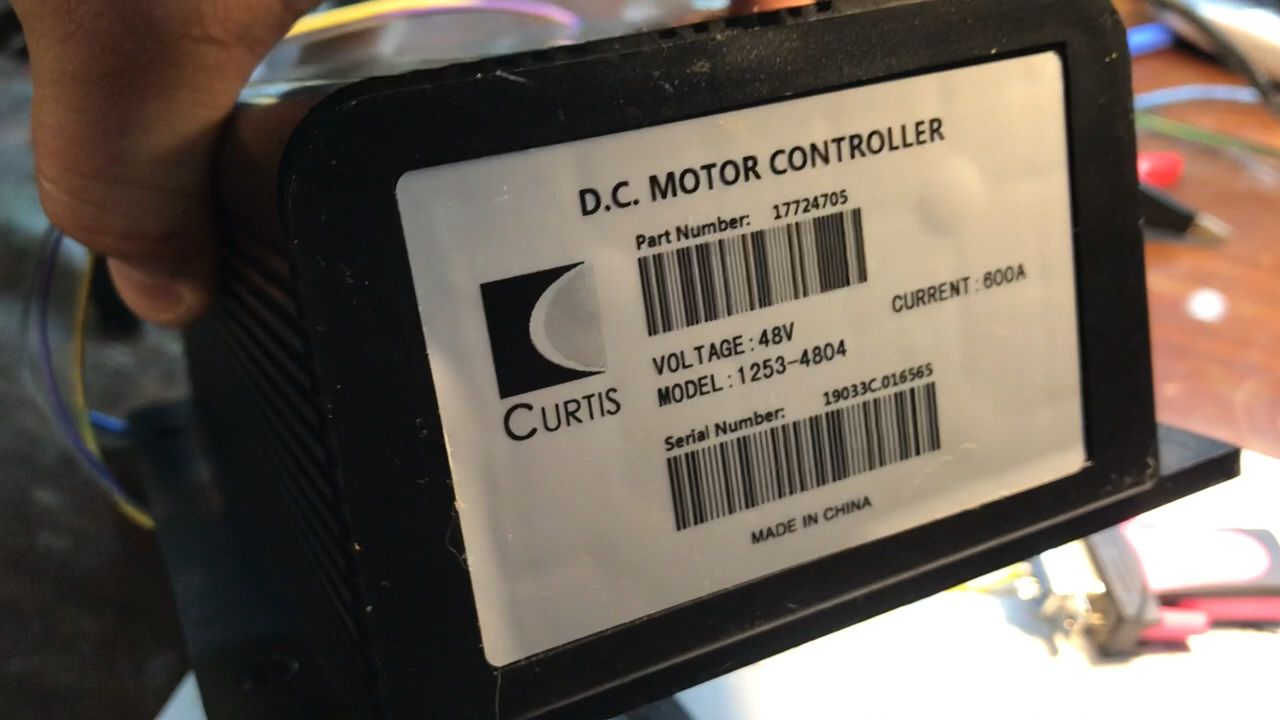 D.C. MOTOR CONTROLLER
Part Number: 17724705
CURRENT:600A
VOLTAGE:48V
MODEL:1253-4804
CURTIS
Serial Number: 19033C.016565
MADE IN CHINA